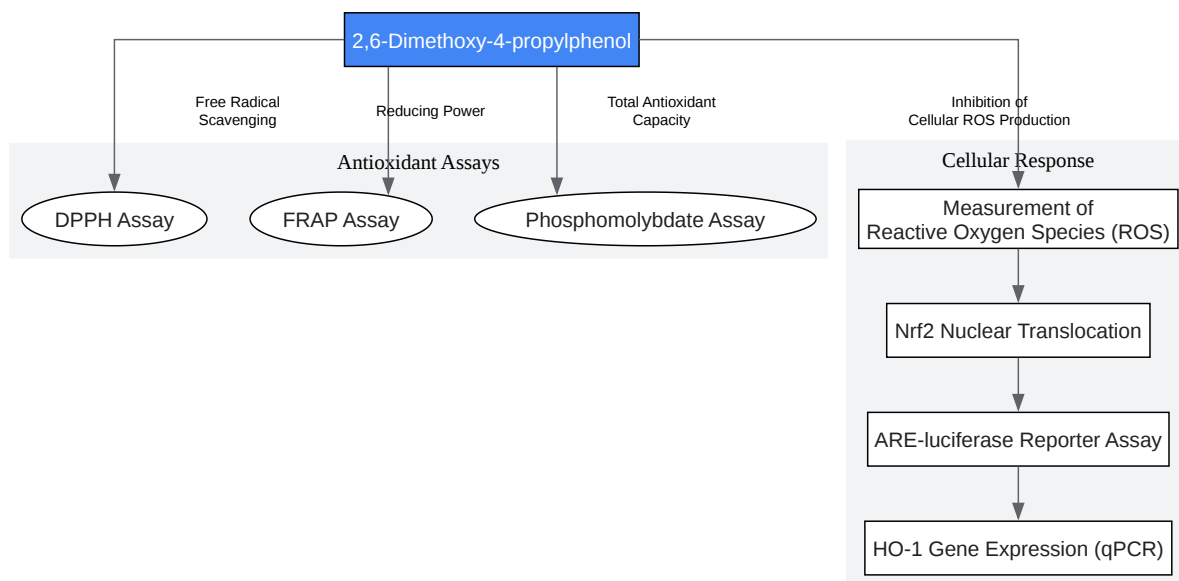 2,6-Dimethoxy-4-propylphenol
Free Radical
Scavenging
Reducing Power
Total Antioxidant
Capacity
Inhibition of
Cellular ROS Production
Antioxidant Assays
DPPH Assay
FRAP Assay
Phosphomolybdate Assay
Cellular Response
Measurement of
Reactive Oxygen Species (ROS)
Nrf2 Nuclear Translocation
ARE-luciferase Reporter Assay
HO-1 Gene Expression (qPCR)